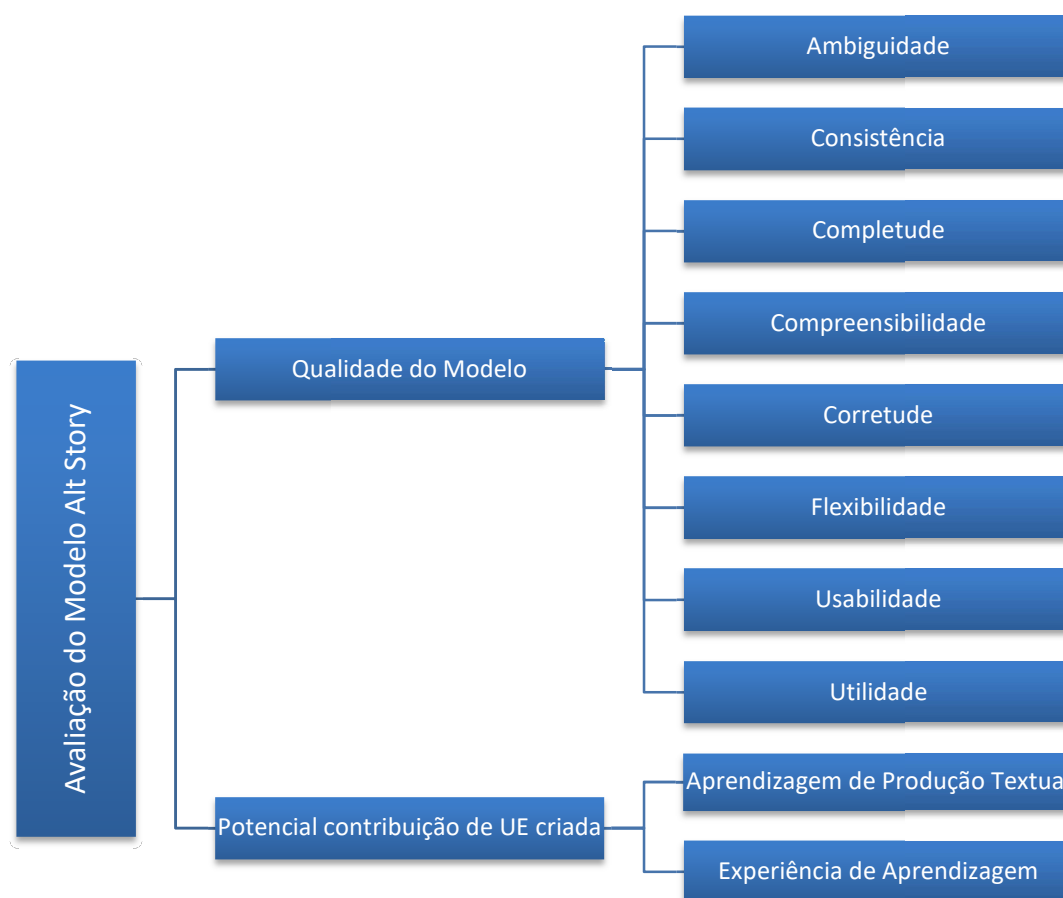 Avaliação do Modelo Alt Story
Qualidade do Modelo
Ambiguidade
Consistência
Completude
Compreensibilidade
Corretude
Flexibilidade
Usabilidade
Utilidade
Potencial contribuição de UE criada
Aprendizagem de Produção Textua
Experiência de Aprendizagem